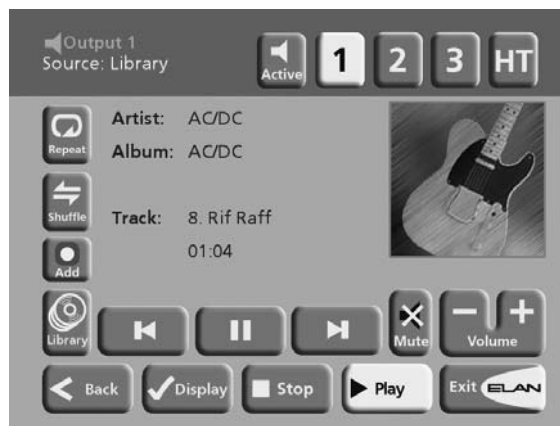 Output 1
Source: Library
Active
1
2
3
HT
Repeat
Artist: AC/DC
Album: AC/DC
Shuffle
Track: 8. Rif Raff
Add
01:04
Library
Mute
Volume
Back
Display
Stop
Play
Exit ELAN